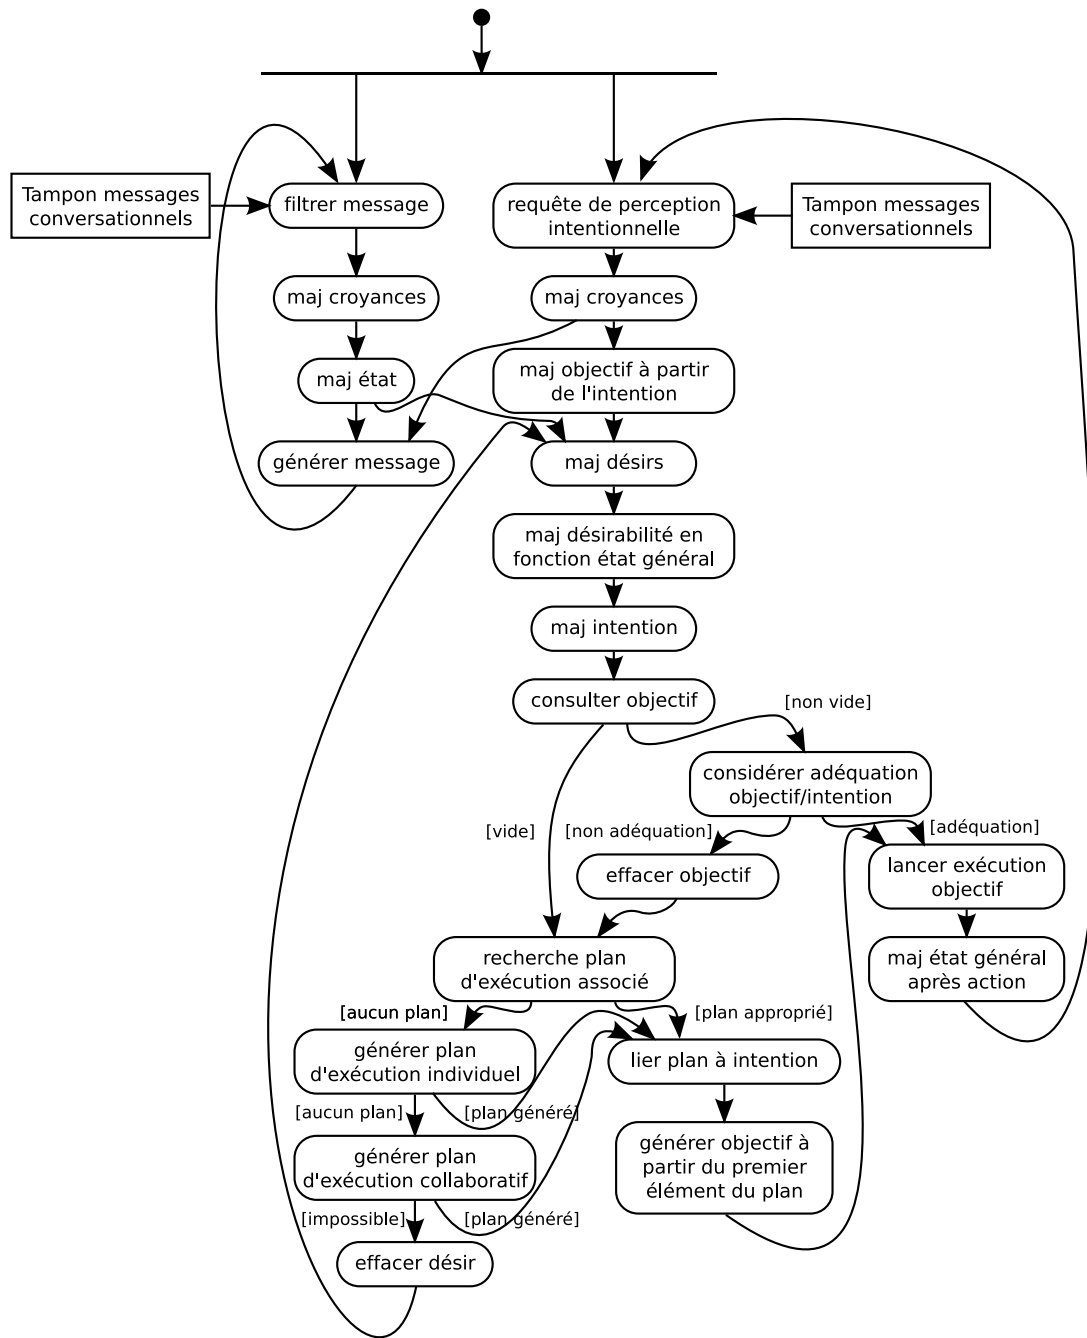 Tampon messages
conversationnels
filtrer message
requête de perception
intentionnelle
Tampon messages
conversationnels
maj croyances
maj croyances
maj état
maj objectif à partir
de l'intention
générer message
maj désirs
maj désirabilité en
fonction état général
maj intention
consulter objectif
[non vide]
considérer adéquation
objectif/intention
[vide]
[non adéquation]
[adéquation]
effacer objectif
lancer exécution
objectif
recherche plan
d'exécution associé
maj état général
après action
[aucun plan]
[plan approprié]
générer plan
d'exécution individuel
lier plan à intention
[aucun plan]
[plan généré]
générer plan
d'exécution collaboratif
générer objectif à
partir du premier
élément du plan
[impossible]
[plan généré]
effacer désir